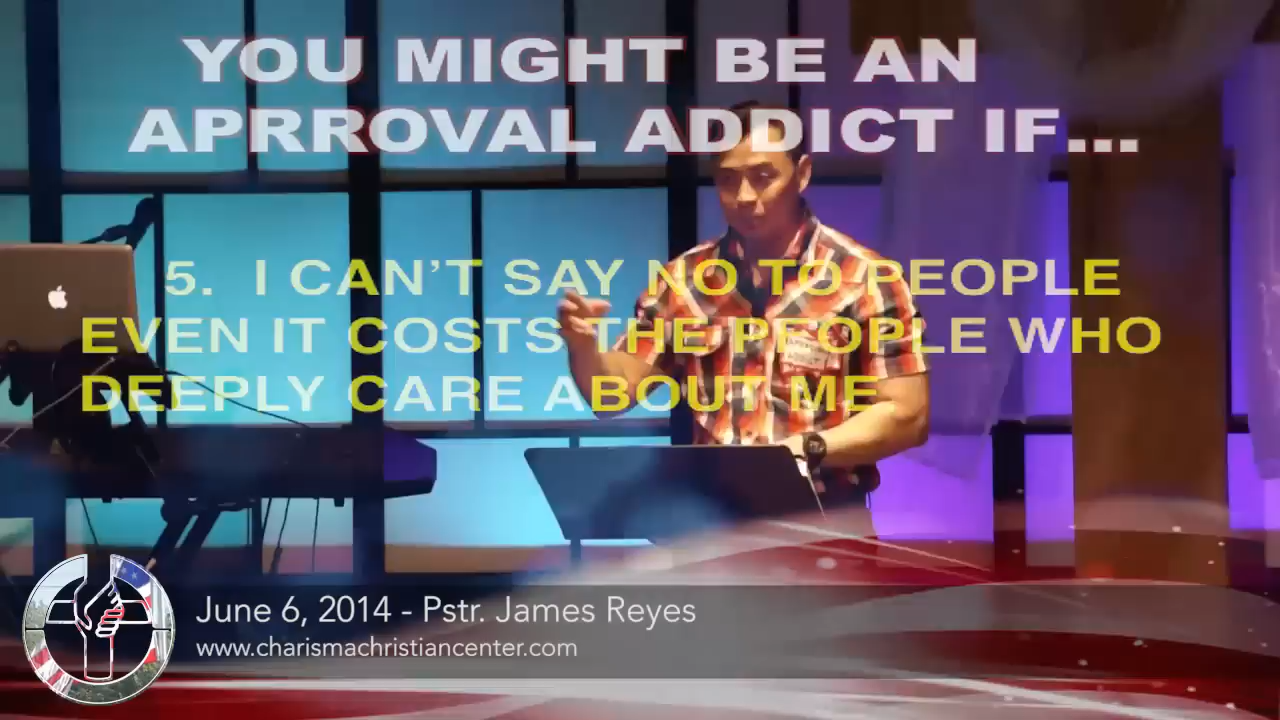 YOU MIGHT BE AN
APRROVAL ADDICT IF...
5. I CAN'T SAY NO TO PEOPLE
EVEN IT COSTS THE PEOPLE WHO
DEEPLY CARE ABOUT ME
June 6, 2014 - Pstr. James Reyes
www.charismachristiancenter.com